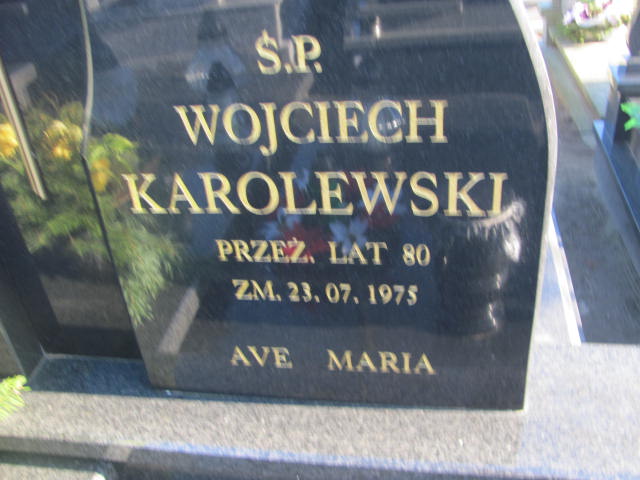 Ś.P.
WOJCIECH
KAROLEWSKI
PRZEŻ. LAT 80
ZM. 23.07.1975
AVE MARIA